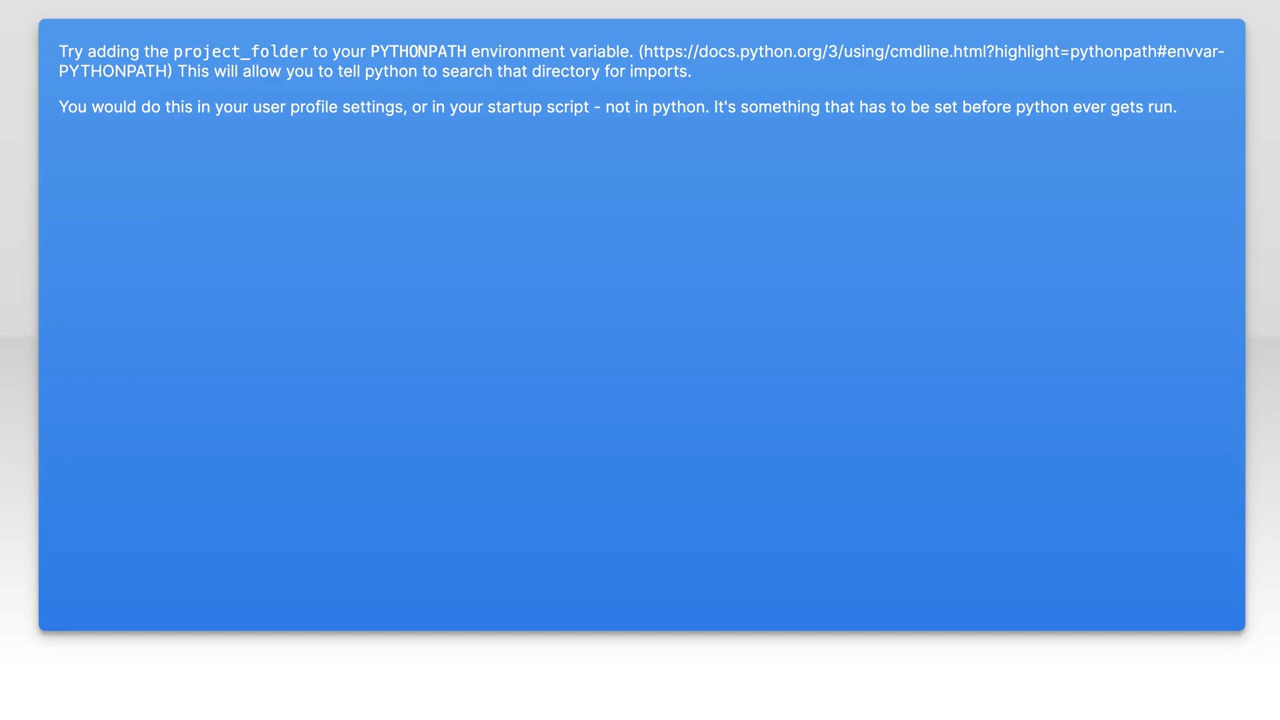 Try adding the project_folder to your PYTHONPATH environment variable. (https://docs.python.org/3/using/cmdline.html?highlight=pythonpath#envvar-
PYTHONPATH) This will allow you to tell python to search that directory for imports.
You would do this in your user profile settings, or in your startup script - not in python. It's something that has to be set before python ever gets run.